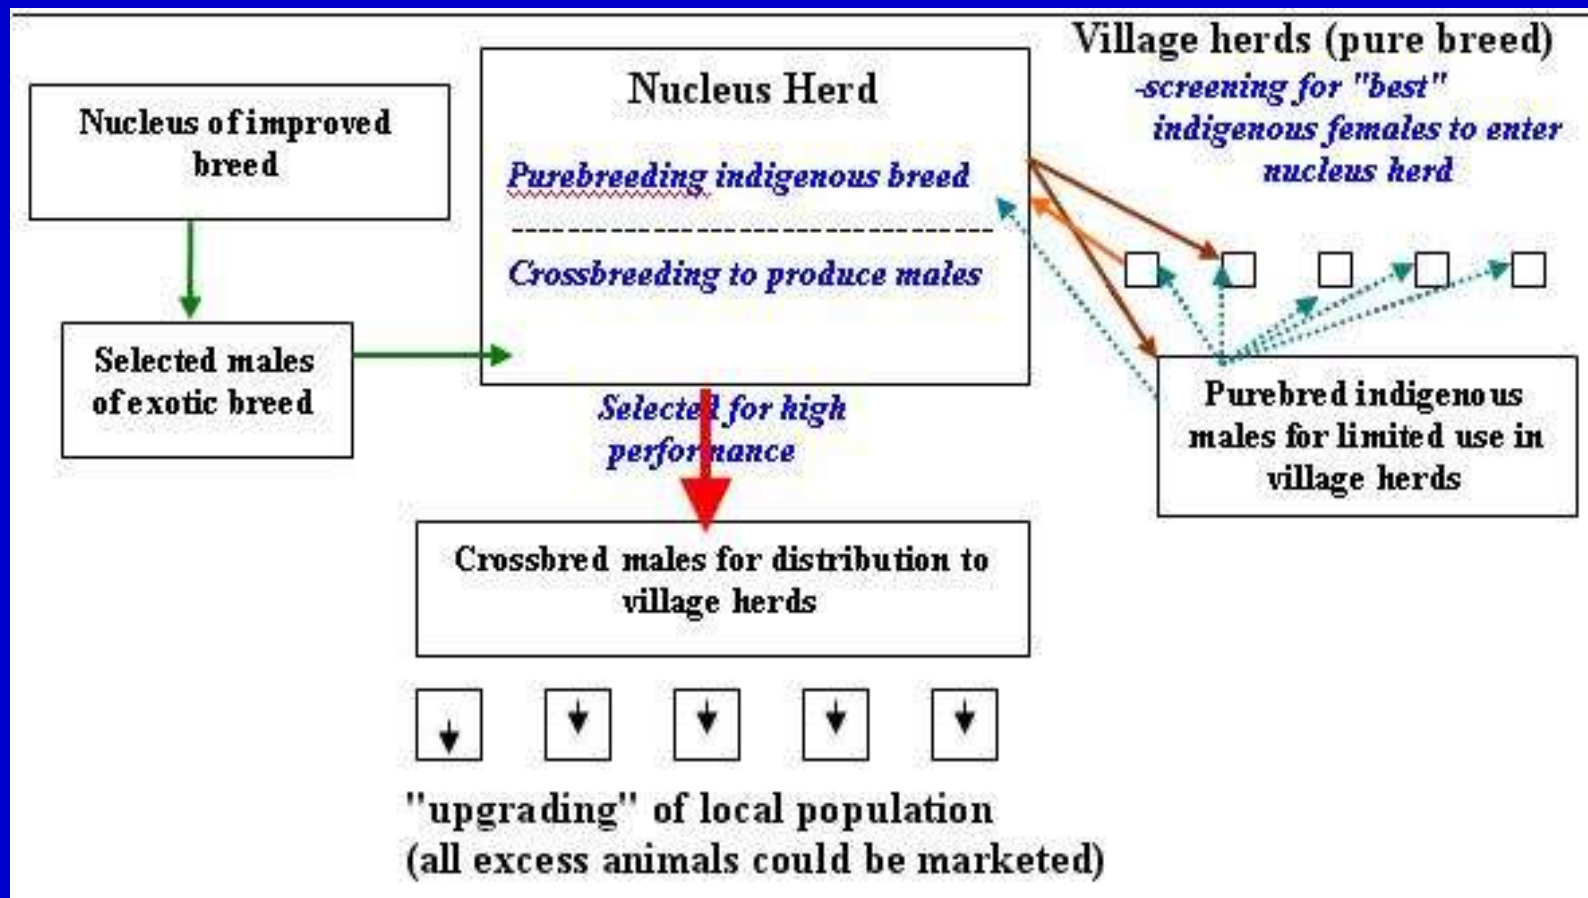 Village herds (pure breed)
-screening for "best"
indigenous females to enter
nucleus herd
Nucleus Herd
Purebreeding indigenous breed
Crossbreeding to produce males
Nucleus of improved
breed
Selected males
of exotic breed
Selected for high
performance
Purebred indigenous
males for limited use in
village herds
Crossbred males for distribution to
village herds
"upgrading" of local population
(all excess animals could be marketed)